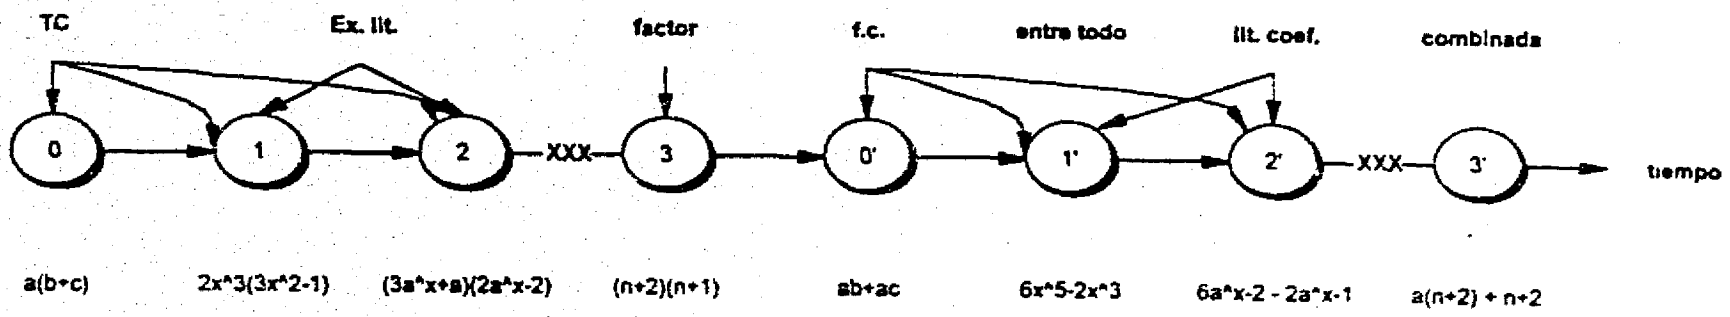 TC Ex. lit. factor f.c. entre todo lit. coef. combinada
0 1 2 XXX 3 0' 1' 2' XXX 3' tiempo
a(b+c) 2x^3(3x^2-1) (3a^x+a)(2a^x-2) (n+2)(n+1) ab+ac 6x^5-2x^3 6a^x-2 - 2a^x-1 a(n+2) + n+2